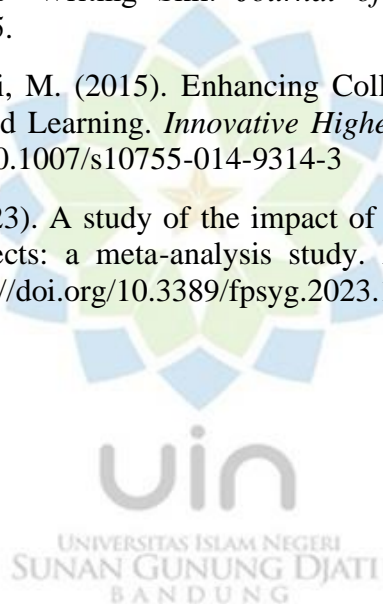 Writing Skill. Journal of
5.
i, M. (2015). Enhancing Coll
d Learning. Innovative Highe
0.1007/s10755-014-9314-3
23). A study of the impact of
ects: a meta-analysis study.
//doi.org/10.3389/fpsyg.2023.
uin
UNIVERSITAS ISLAM NEGERI
SUNAN GUNUNG DJATI
BANDUNG